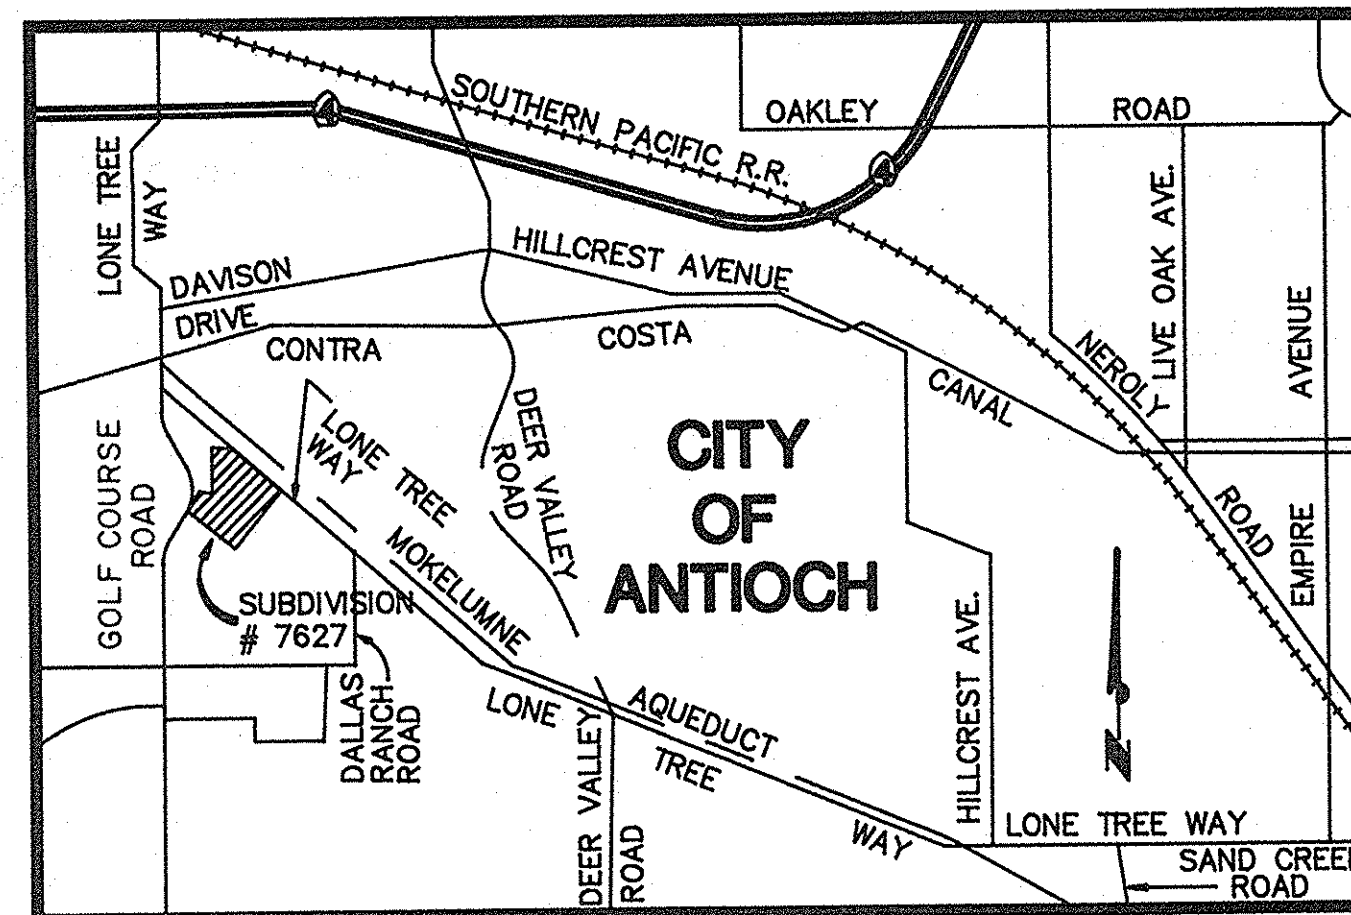 SOUTHERN PACIFIC R.R.
OAKLEY ROAD
LONE TREE
WAY
LIVE OAK AVE.
HILLCREST AVENUE
DAVISON
DRIVE
CONTRA COSTA CANAL
NEROLY ROAD
EMPIRE AVENUE
LONE TREE
WAY
DEER VALLEY
ROAD
CITY
OF
ANTIOCH
GOLF COURSE
ROAD
MOKELUMNE AQUEDUCT
SUBDIVISION
# 7627
HILLCREST AVE.
DALLAS
RANCH
ROAD
LONE TREE WAY
DEER VALLEY
ROAD
N
LONE TREE WAY
SAND CREEK
ROAD